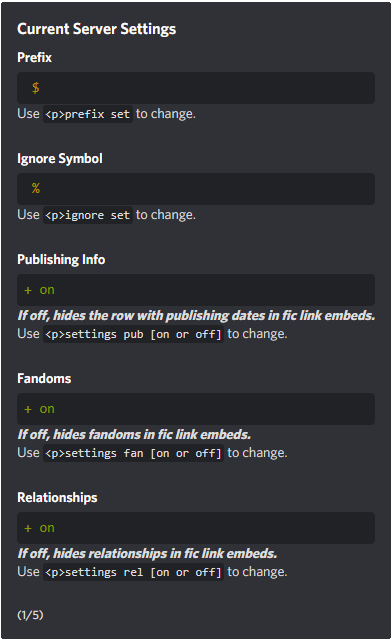 Current Server Settings
Prefix
$
Use <p>prefix set to change.
Ignore Symbol
%
Use <p>ignore set to change.
Publishing Info
+ on
If off, hides the row with publishing dates in fic link embeds.
Use <p>settings pub [on or off] to change.
Fandoms
+ on
If off, hides fandoms in fic link embeds.
Use <p>settings fan [on or off] to change.
Relationships
+ on
If off, hides relationships in fic link embeds.
Use <p>settings rel [on or off] to change.
(1/5)